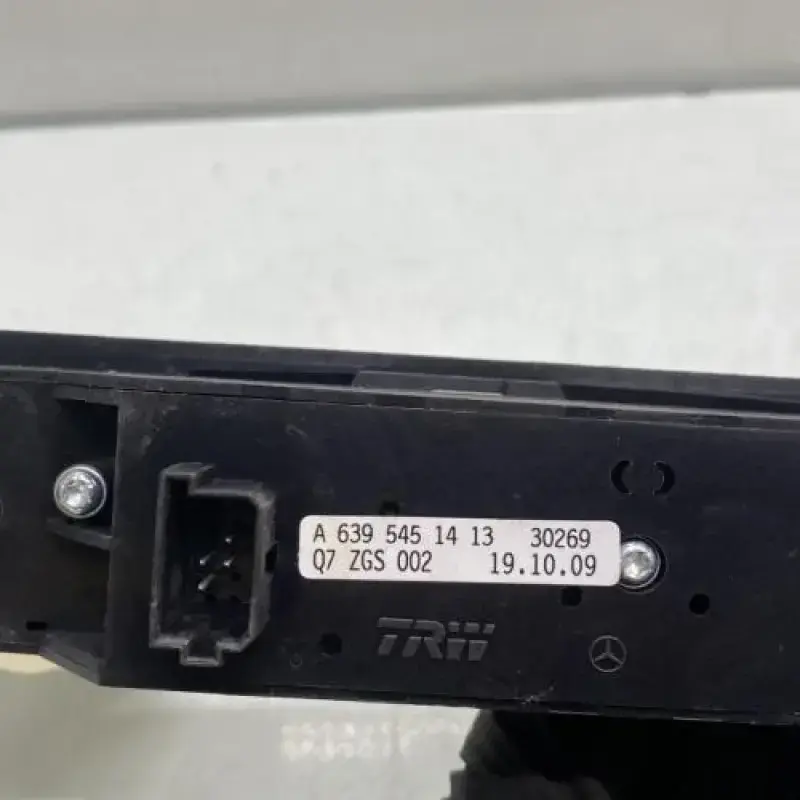 A 639 545 14 13 30269
Q7 ZGS 002 19.10.09
TRW